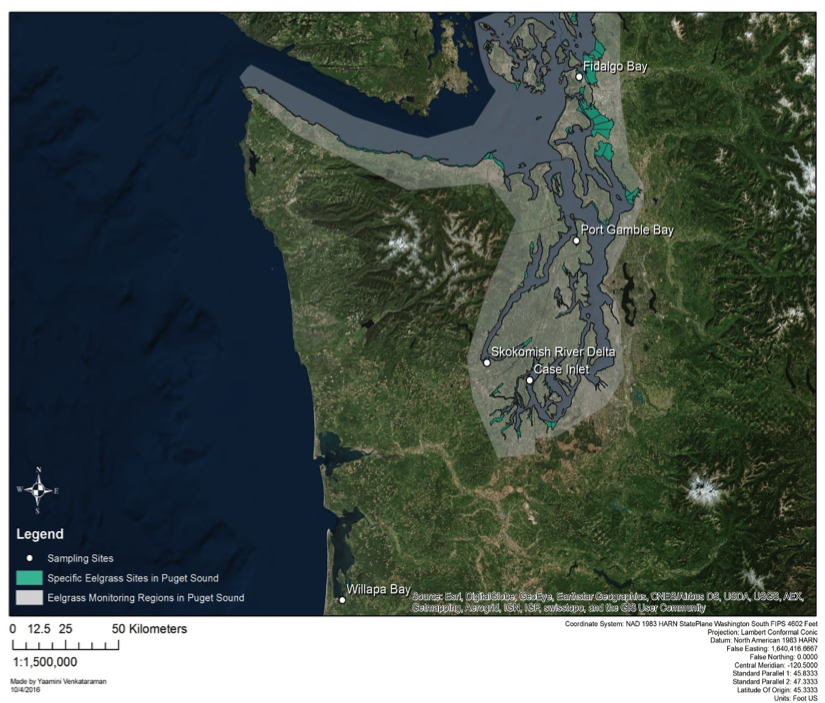 Fidalgo Bay
Port Gamble Bay
Skokomish River Delta
Case Inlet
N
W E
S
Legend
Sampling Sites
Specific Eelgrass Sites in Puget Sound
Eelgrass Monitoring Regions in Puget Sound
Willapa Bay
Source: Esri, DigitalGlobe, GeoEye, Earthstar Geographics, CNES/Airbus DS, USDA, USGS, AEX,
Getmapping, Aerogrid, IGN, IGP, swisstopo, and the GIS User Community
0 12.5 25 50 Kilometers
1:1,500,000
Made by Yaamini Venkataraman
10/4/2016
Coordinate System: NAD 1983 HARN StatePlane Washington South FIPS 4602 Feet
Projection: Lambert Conformal Conic
Datum: North American 1983 HARN
False Easting: 1,640,416.6667
False Northing: 0.0000
Central Meridian: -120.5000
Standard Parallel 1: 45.8333
Standard Parallel 2: 47.3333
Latitude Of Origin: 45.3333
Units: Foot US